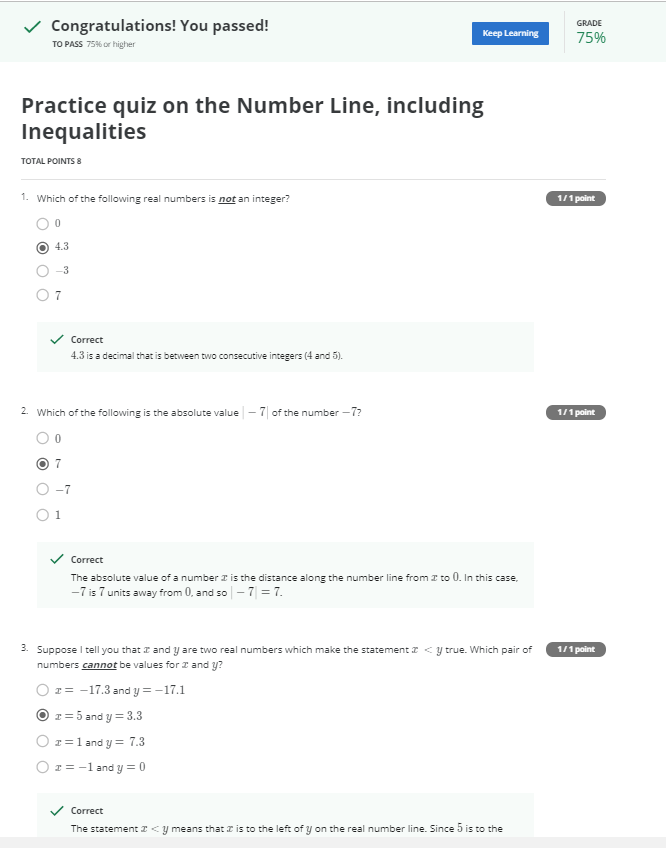 Congratulations! You passed!
TO PASS 75% or higher
Keep Learning
GRADE
75%
Practice quiz on the Number Line, including
Inequalities
TOTAL POINTS 8
1. Which of the following real numbers is not an integer?
1 / 1 point
0
4.3
−3
7
Correct
4.3 is a decimal that is between two consecutive integers (4 and 5).
2. Which of the following is the absolute value | − 7| of the number −7?
1 / 1 point
0
7
−7
1
Correct
The absolute value of a number x is the distance along the number line from x to 0. In this case,
−7 is 7 units away from 0, and so | − 7| = 7.
3. Suppose I tell you that x and y are two real numbers which make the statement x < y true. Which pair of
numbers cannot be values for x and y?
1 / 1 point
x = −17.3 and y = −17.1
x = 5 and y = 3.3
x = 1 and y = 7.3
x = −1 and y = 0
Correct
The statement x < y means that x is to the left of y on the real number line. Since 5 is to the